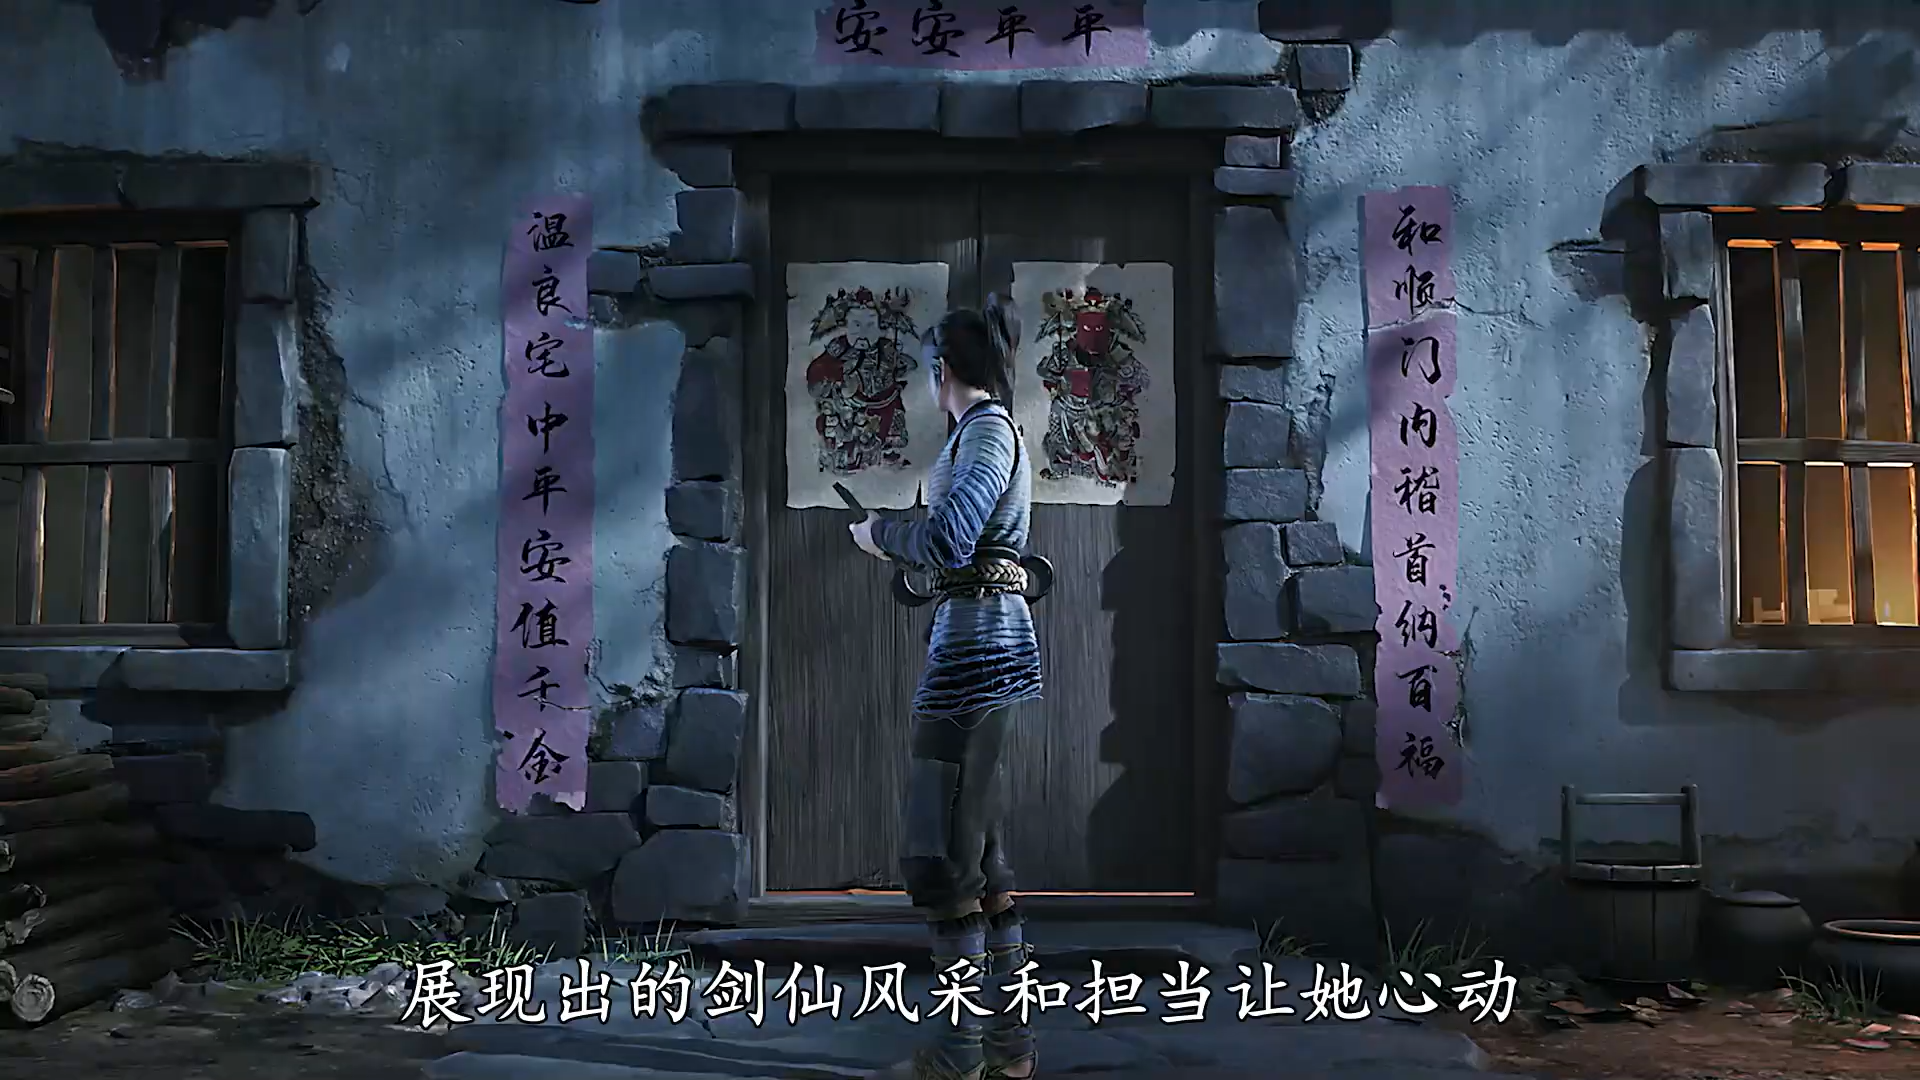 安安平平
和顺门内稽首纳百福
温良宅中平安值千金
展现出的剑仙风采和担当让她心动